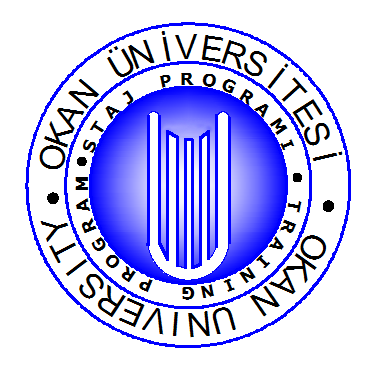 OKAN ÜNİVERSİTESİ
OKAN UNIVERSITY
STAJ PROGRAMI
TRAINING PROGRAM